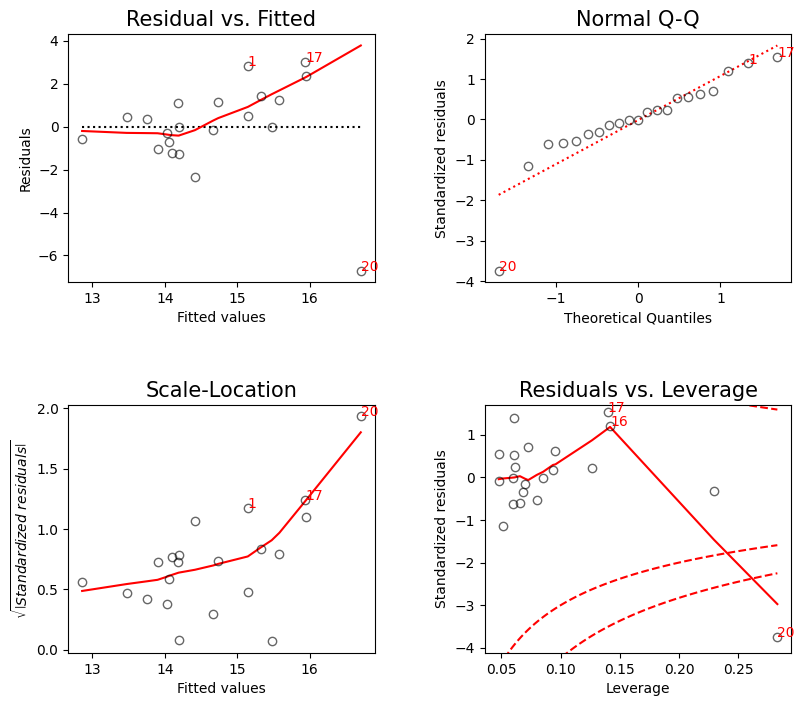 Residual vs. Fitted
4
2
0
−2
−4
−6
Residuals
1
17
20
13 14 15 16
Fitted values
Normal Q-Q
2
1
0
−1
−2
−3
−4
Standardized residuals
1
17
20
−1 0 1
Theoretical Quantiles
Scale-Location
2.0
1.5
1.0
0.5
0.0
√|Standardized residuals|
20
17
1
13 14 15 16
Fitted values
Residuals vs. Leverage
1
0
−1
−2
−3
−4
Standardized residuals
17
16
20
0.05 0.10 0.15 0.20 0.25
Leverage